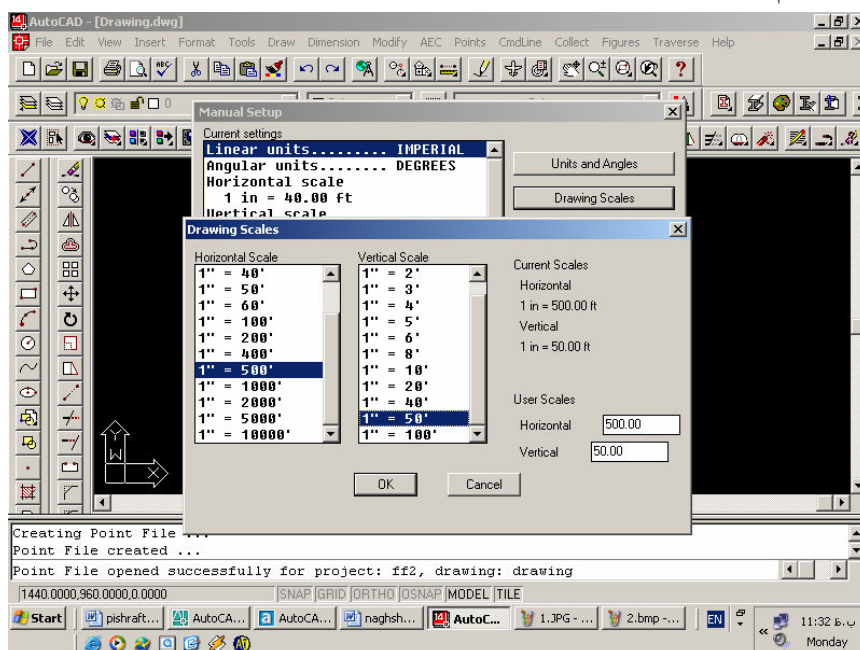 AutoCAD - [Drawing.dwg]
File Edit View Insert Format Tools Draw Dimension Modify AEC Points CmdLine Collect Figures Traverse Help
Manual Setup
Current settings
Linear units......... IMPERIAL
Angular units........ DEGREES
Horizontal scale
1 in = 40.00 ft
Vertical scale
Units and Angles
Drawing Scales
Drawing Scales
Horizontal Scale
1" = 40'
1" = 50'
1" = 60'
1" = 100'
1" = 200'
1" = 400'
1" = 500'
1" = 1000'
1" = 2000'
1" = 5000'
1" = 10000'
Vertical Scale
1" = 2'
1" = 3'
1" = 4'
1" = 5'
1" = 6'
1" = 8'
1" = 10'
1" = 20'
1" = 40'
1" = 50'
1" = 100'
Current Scales
Horizontal
1 in = 500.00 ft
Vertical
1 in = 50.00 ft
User Scales
Horizontal 500.00
Vertical 50.00
OK Cancel
W
Creating Point File ...
Point File created ...
Point File opened successfully for project: ff2, drawing: drawing
1440.0000,960.0000,0.0000 SNAP GRID ORTHO OSNAP MODEL TILE
Start pishraft... AutoCA... AutoCA... naghsh... AutoC... 1.JPG - ... 2.bmp -... EN 11:32 ب.ظ
Monday